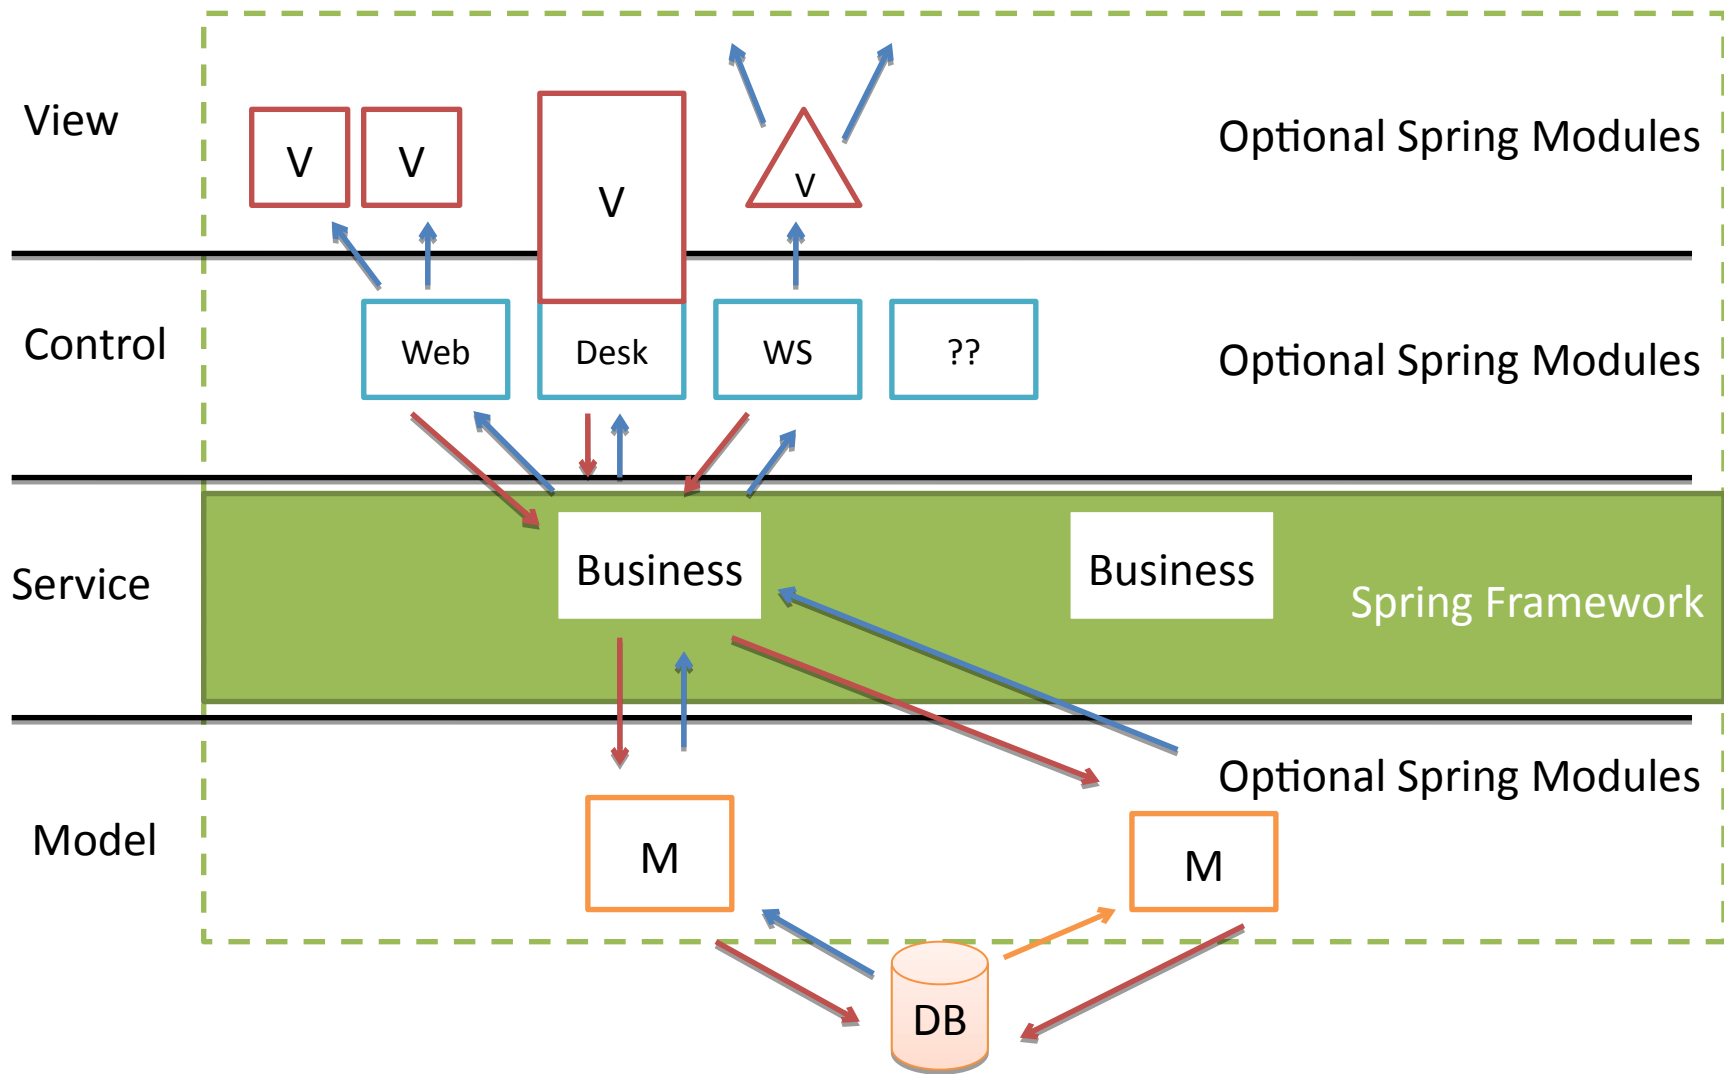 View
V
V
V
V
Optional Spring Modules
Control
Web
Desk
WS
??
Optional Spring Modules
Service
Business
Business
Spring Framework
Model
Optional Spring Modules
M
M
DB